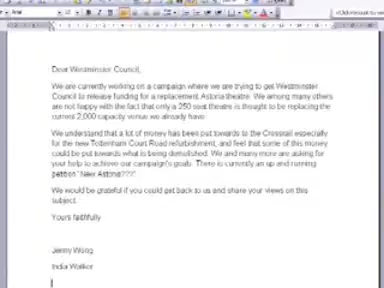 Arial
Dear Westminster Council,
We are currently working on a campaign where we are trying to get Westminster
Council to release funding for a replacement Astoria theatre. We among many others
are not happy with the fact that only a 250 seat theatre is thought to be replacing the
current 2,000 capacity venue we already have.
We understand that a lot of money has been put towards to the Crossrail especially
for the new Tottenham Court Road refurbishment, and feel that some of this money
could be put towards what is being demolished. We and many more are asking for
your help to achieve our campaign's goals. There is currently an up and running
petition "New Astoria???"
We would be grateful if you could get back to us and share your views on this
subject.
Yours faithfully
Jenny Wong
India Walker